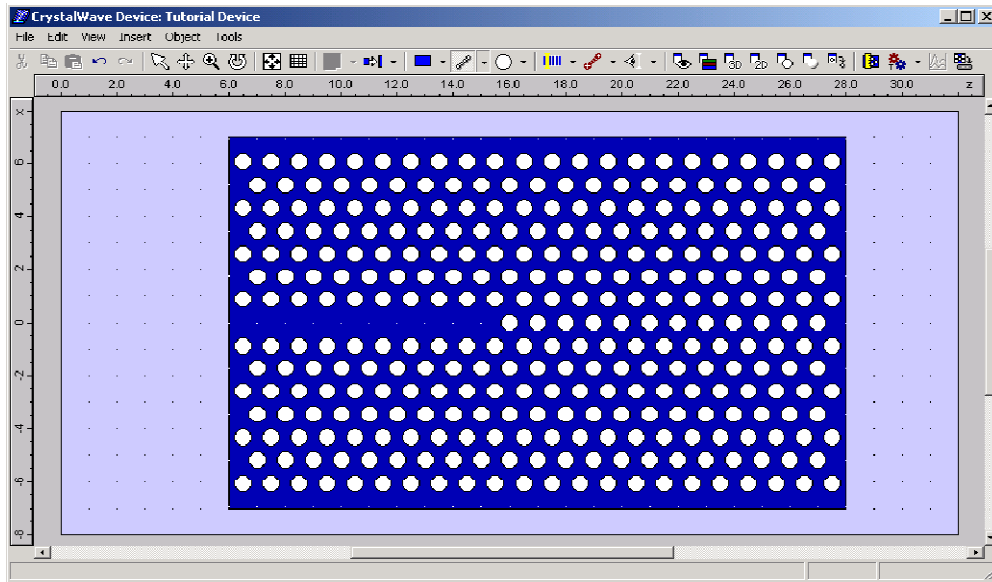 CrystalWave Device: Tutorial Device
File Edit View Insert Object Tools
3D 2D
0.0 2.0 4.0 6.0 8.0 10.0 12.0 14.0 16.0 18.0 20.0 22.0 24.0 26.0 28.0 30.0 z
x
6
4
2
0
-2
-4
-6
-8